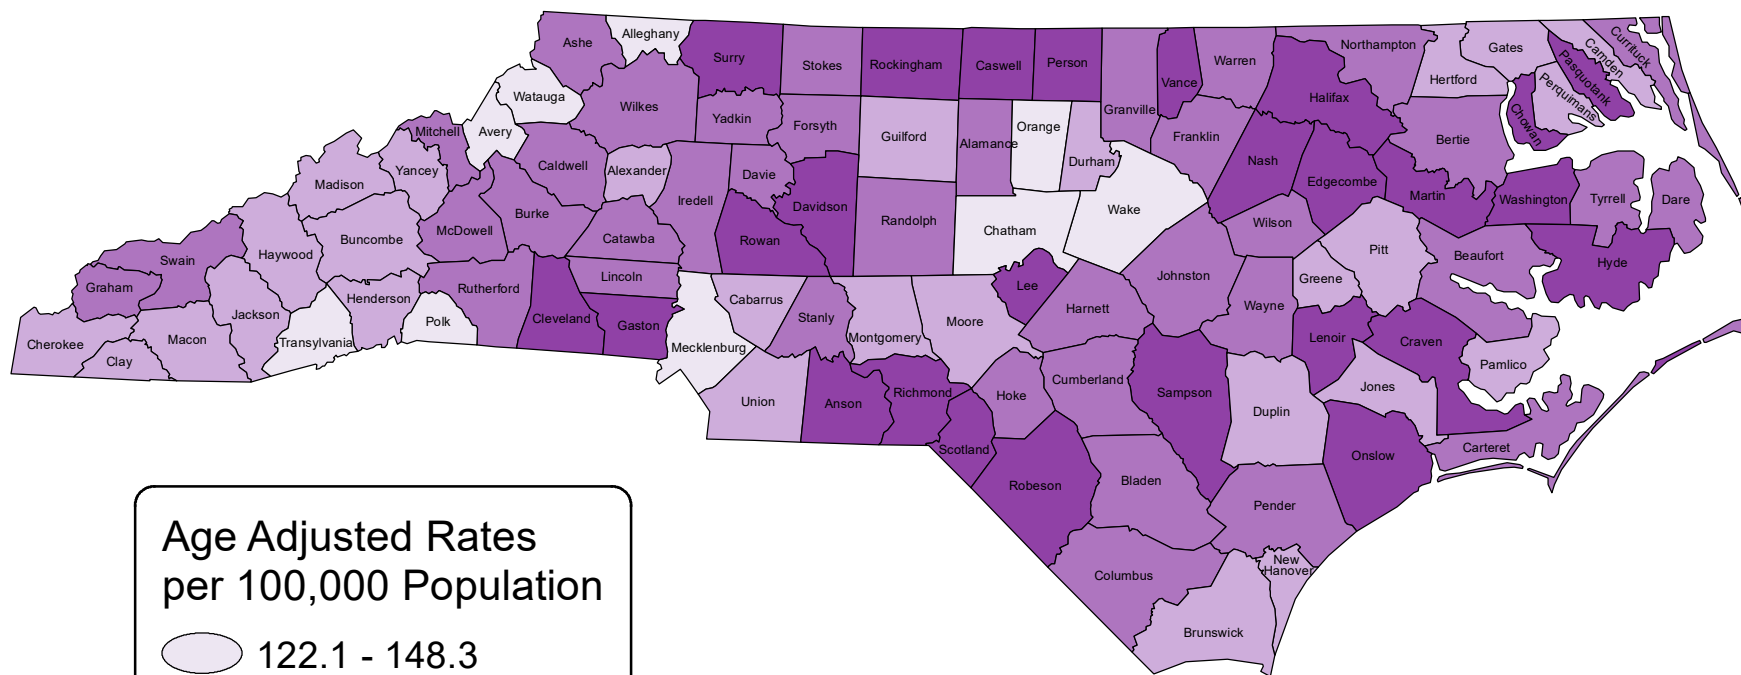 Alleghany
Ashe
Surry
Stokes
Rockingham
Caswell
Person
Granville
Vance
Warren
Northampton
Gates
Hertford
Camden
Currituck
Pasquotank
Perquimans
Chowan
Watauga
Wilkes
Yadkin
Forsyth
Guilford
Alamance
Orange
Durham
Franklin
Halifax
Bertie
Mitchell
Avery
Caldwell
Alexander
Iredell
Davie
Davidson
Randolph
Chatham
Wake
Nash
Edgecombe
Martin
Washington
Tyrrell
Dare
Madison
Yancey
Burke
McDowell
Catawba
Rowan
Wilson
Pitt
Beaufort
Hyde
Buncombe
Haywood
Swain
Graham
Rutherford
Lincoln
Cabarrus
Stanly
Montgomery
Moore
Lee
Harnett
Johnston
Wayne
Greene
Henderson
Jackson
Cherokee
Clay
Macon
Transylvania
Polk
Cleveland
Gaston
Mecklenburg
Union
Anson
Richmond
Scotland
Hoke
Cumberland
Sampson
Duplin
Lenoir
Craven
Jones
Pamlico
Carteret
Onslow
Robeson
Bladen
Pender
Columbus
New
Hanover
Brunswick
Age Adjusted Rates
per 100,000 Population
122.1 - 148.3